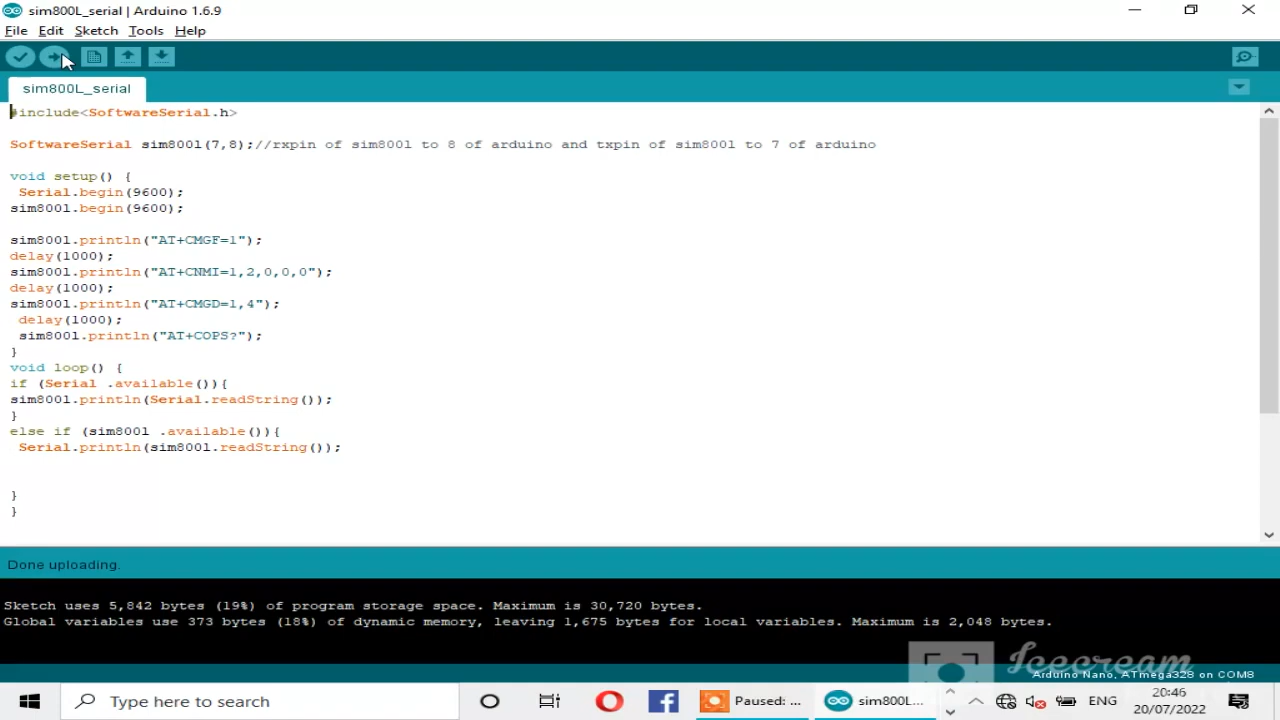 sim800L_serial | Arduino 1.6.9
File Edit Sketch Tools Help
sim800L_serial
#include<SoftwareSerial.h>
SoftwareSerial sim800l(7,8);//rxpin of sim800l to 8 of arduino and txpin of sim800l to 7 of arduino
void setup() {
Serial.begin(9600);
sim800l.begin(9600);
sim800l.println("AT+CMGF=1");
delay(1000);
sim800l.println("AT+CNMI=1,2,0,0,0");
delay(1000);
sim800l.println("AT+CMGD=1,4");
delay(1000);
sim800l.println("AT+COPS?");
}
void loop() {
if (Serial .available()){
sim800l.println(Serial.readString());
}
else if (sim800l .available()){
Serial.println(sim800l.readString());
}
}
Done uploading.
Sketch uses 5,842 bytes (19%) of program storage space. Maximum is 30,720 bytes.
Global variables use 373 bytes (18%) of dynamic memory, leaving 1,675 bytes for local variables. Maximum is 2,048 bytes.
Icecream
Arduino Nano, ATmega328 on COM8
Type here to search
Paused: ...
sim800L...
ENG
20:46
20/07/2022